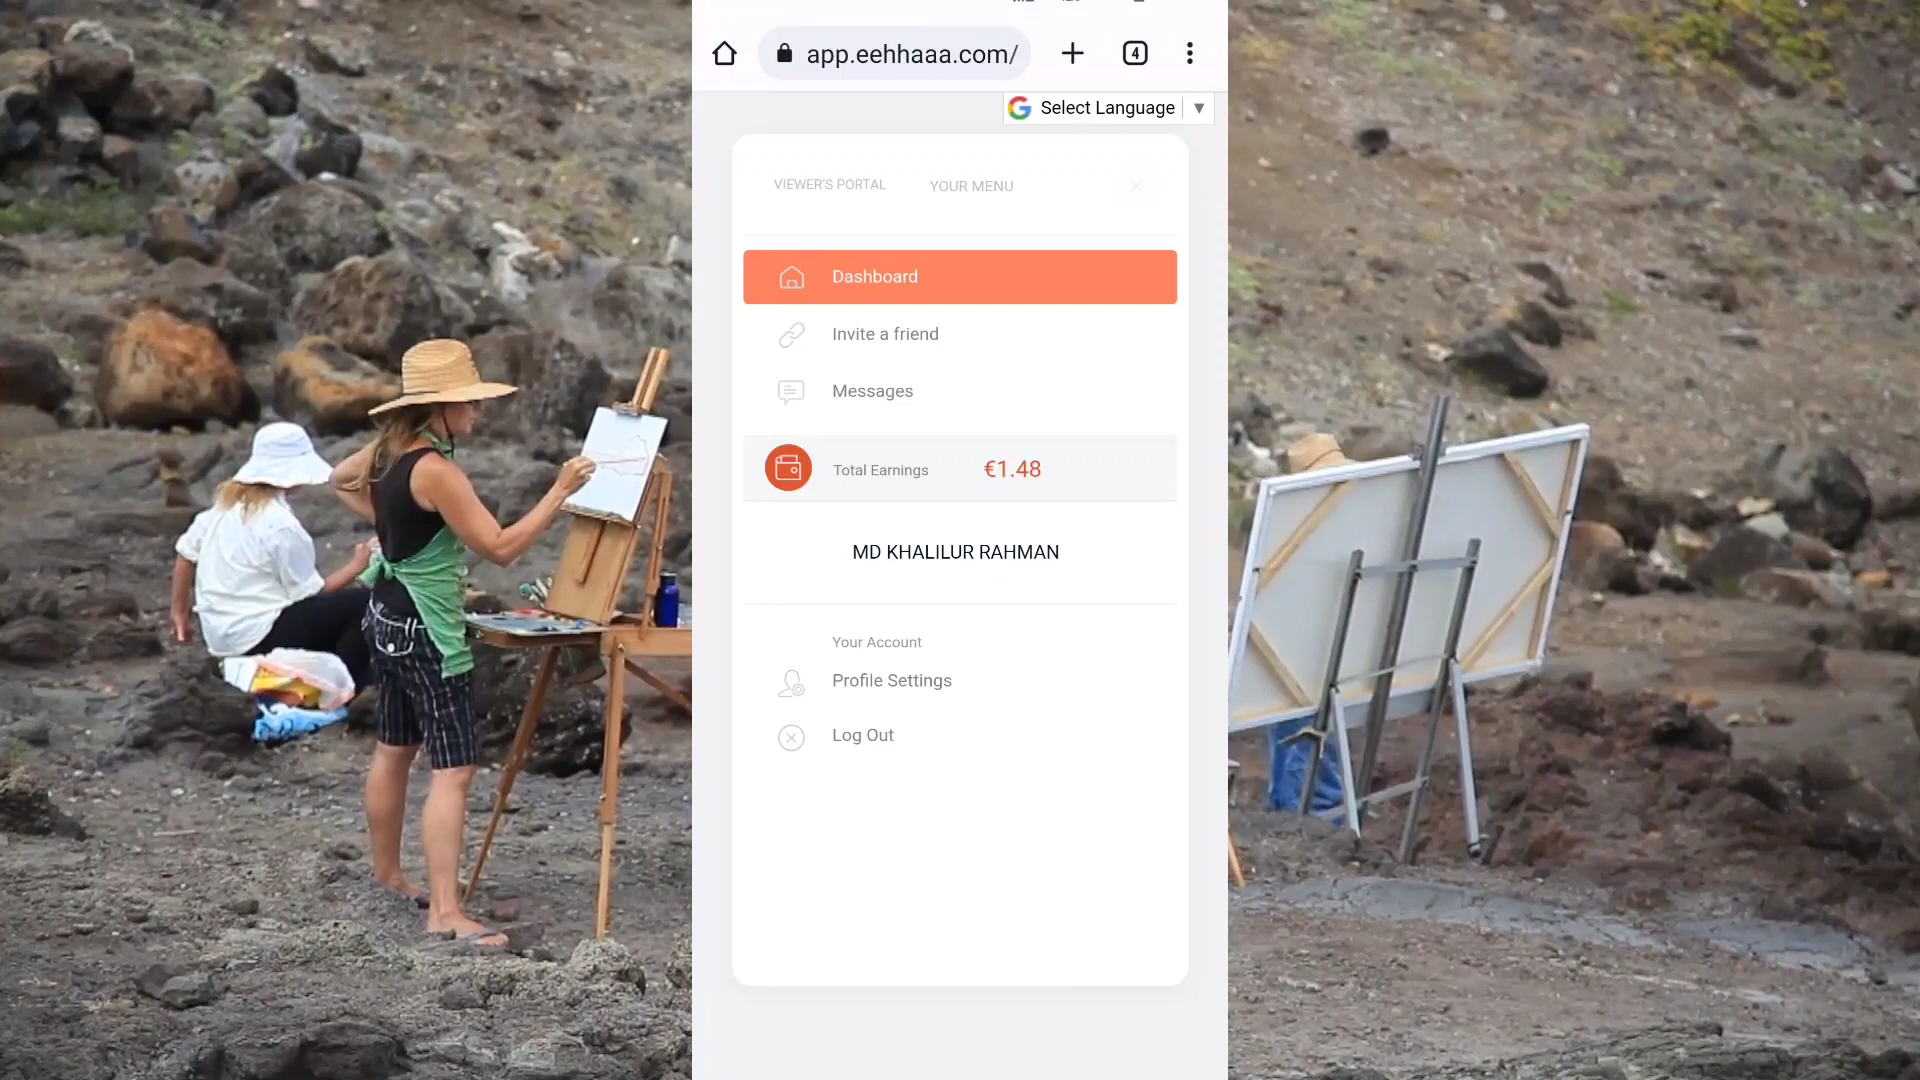 app.eehhaaa.com/
4
Select Language
VIEWER'S PORTAL
YOUR MENU
Dashboard
Invite a friend
Messages
Total Earnings €1.48
MD KHALILUR RAHMAN
Your Account
Profile Settings
Log Out